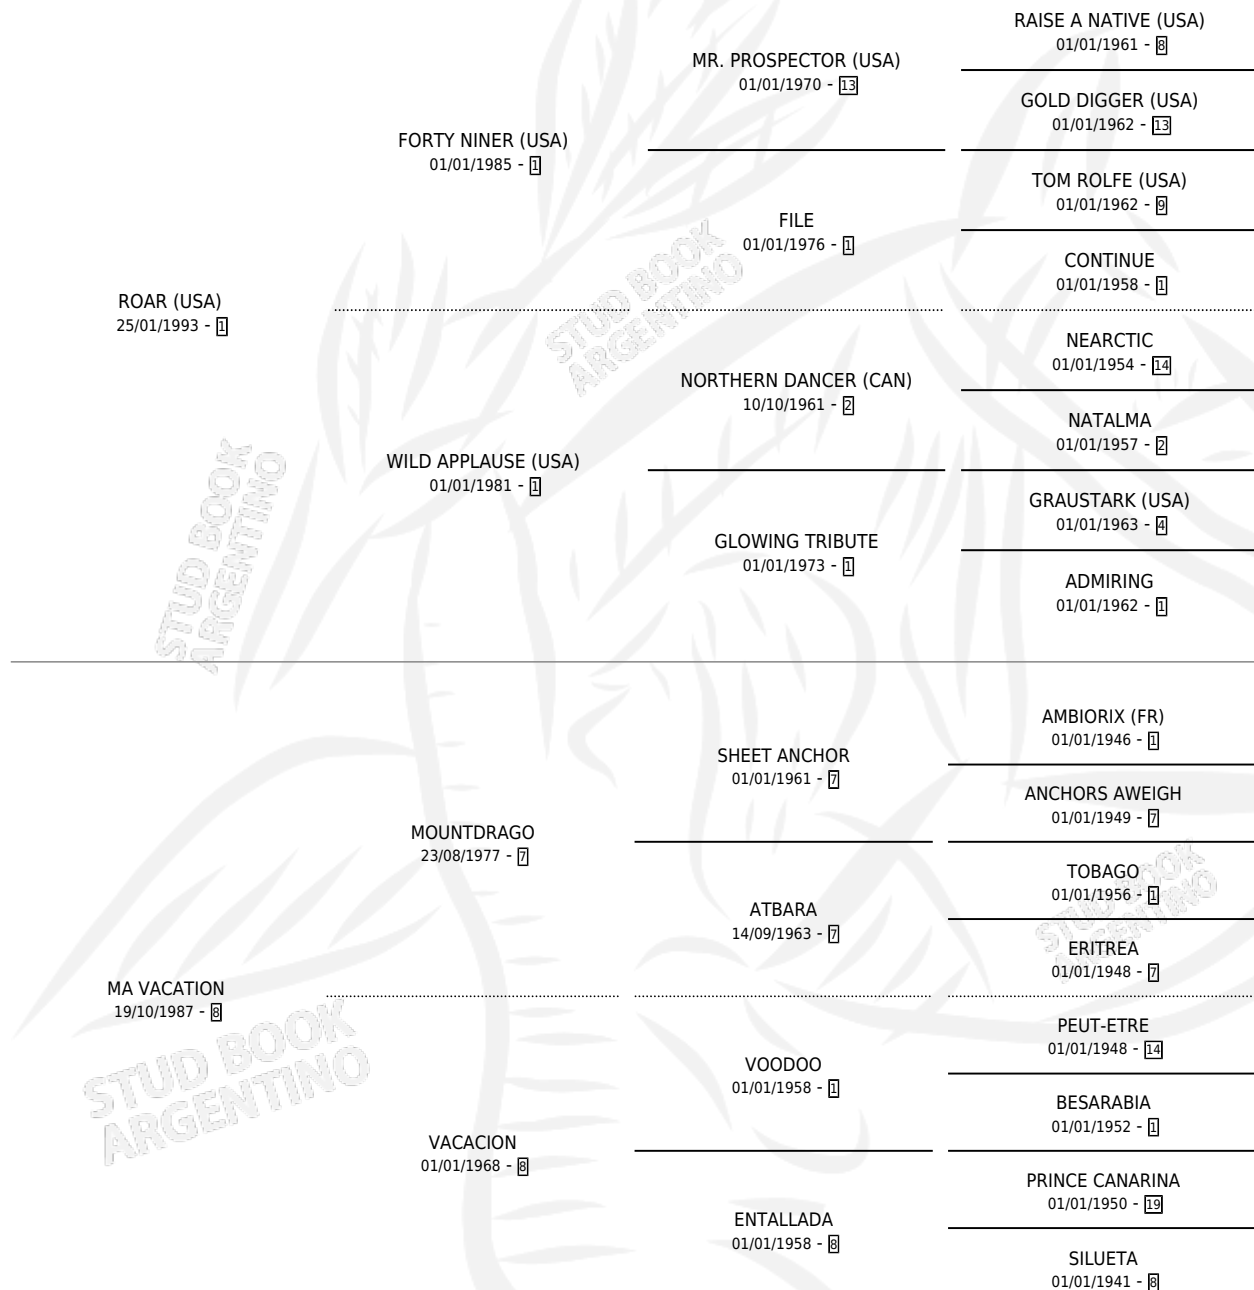 RAISE A NATIVE (USA)
01/01/1961 - 8
MR. PROSPECTOR (USA)
01/01/1970 - 13
GOLD DIGGER (USA)
01/01/1962 - 13
FORTY NINER (USA)
01/01/1985 - 1
TOM ROLFE (USA)
01/01/1962 - 9
FILE
01/01/1976 - 1
CONTINUE
01/01/1958 - 1
ROAR (USA)
25/01/1993 - 1
NEARCTIC
01/01/1954 - 14
NORTHERN DANCER (CAN)
10/10/1961 - 2
NATALMA
01/01/1957 - 2
WILD APPLAUSE (USA)
01/01/1981 - 1
GRAUSTARK (USA)
01/01/1963 - 4
GLOWING TRIBUTE
01/01/1973 - 1
ADMIRING
01/01/1962 - 1
AMBIORIX (FR)
01/01/1946 - 1
SHEET ANCHOR
01/01/1961 - 7
ANCHORS AWEIGH
01/01/1949 - 7
MOUNTDRAGO
23/08/1977 - 7
TOBAGO
01/01/1956 - 1
ATBARA
14/09/1963 - 7
ERITREA
01/01/1948 - 7
MA VACATION
19/10/1987 - 8
PEUT-ETRE
01/01/1948 - 14
VOODOO
01/01/1958 - 1
BESARABIA
01/01/1952 - 1
VACACION
01/01/1968 - 8
PRINCE CANARINA
01/01/1950 - 19
ENTALLADA
01/01/1958 - 8
SILUETA
01/01/1941 - 8
STUD BOOK
ARGENTINO
STUD BOOK
ARGENTINO
STUD BOOK
ARGENTINO
STUD BOOK
ARGENTINO